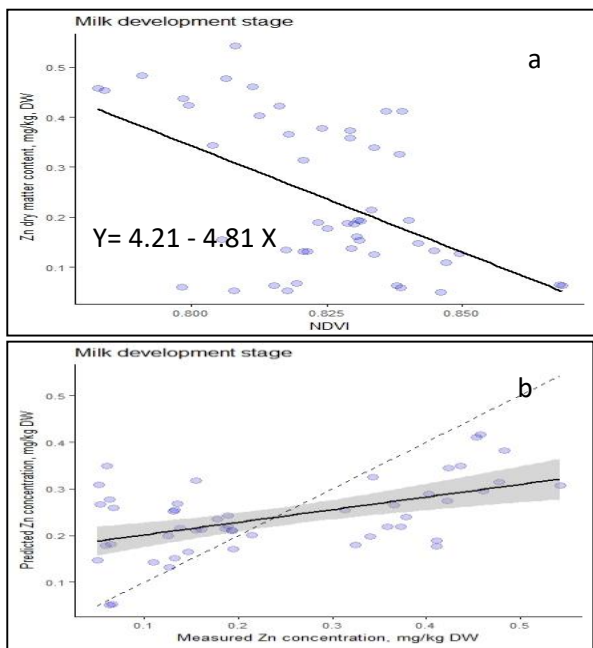 Milk development stage
a
Zn dry matter content, mg/kg, DW
0.5
0.4
0.3
0.2
0.1
Y= 4.21 - 4.81 X
0.800
0.825
0.850
NDVI
Milk development stage
b
Predicted Zn concentration, mg/kg DW
0.5
0.4
0.3
0.2
0.1
0.1
0.2
0.3
0.4
0.5
Measured Zn concentration, mg/kg DW